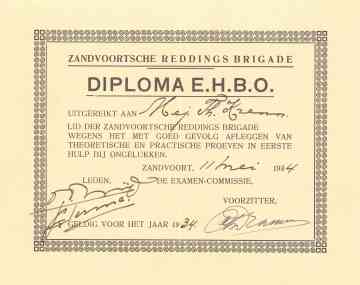 ZANDVOORTSCHE REDDINGS BRIGADE
DIPLOMA E.H.B.O.
UITGEREIKT AAN Mej. Th.
LID DER ZANDVOORTSCHE REDDINGS BRIGADE
WEGENS HET MET GOED GEVOLG AFLEGGEN VAN
THEORETISCHE EN PRACTISCHE PROEVEN IN EERSTE
HULP BIJ ONGELUKKEN.
ZANDVOORT, 11 Mei 1934
LEDEN, DE EXAMEN-COMMISSIE.
VOORZITTER,
GELDIG VOOR HET JAAR 1934